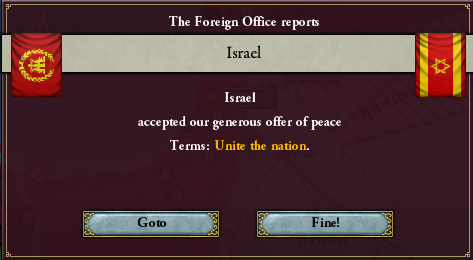 The Foreign Office reports
Israel
Israel
accepted our generous offer of peace
Terms: Unite the nation.
Goto
Fine!